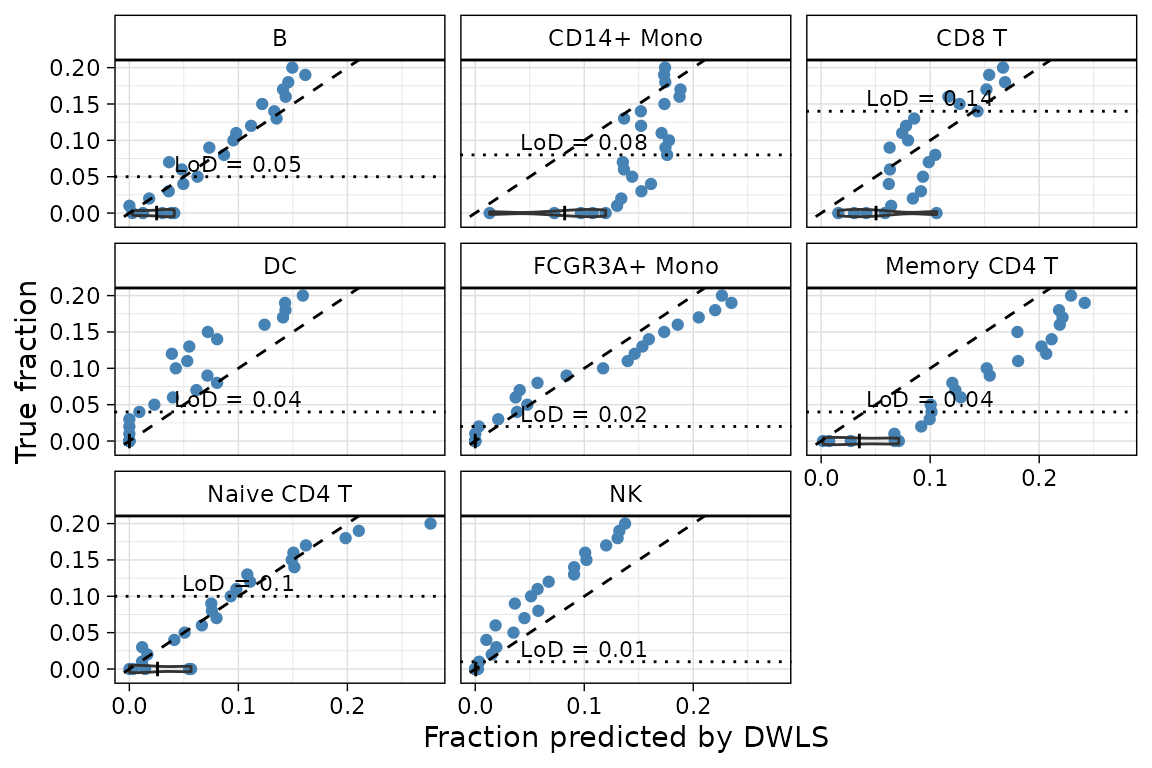 B
CD14+ Mono
CD8 T
0.20
0.15
0.10
0.05
0.00
LoD = 0.05
LoD = 0.08
LoD = 0.14
DC
FCGR3A+ Mono
Memory CD4 T
0.20
0.15
0.10
0.05
0.00
LoD = 0.04
LoD = 0.02
LoD = 0.04
0.0 0.1 0.2
Naive CD4 T
NK
0.20
0.15
0.10
0.05
0.00
LoD = 0.1
LoD = 0.01
0.0 0.1 0.2
0.0 0.1 0.2
True fraction
Fraction predicted by DWLS